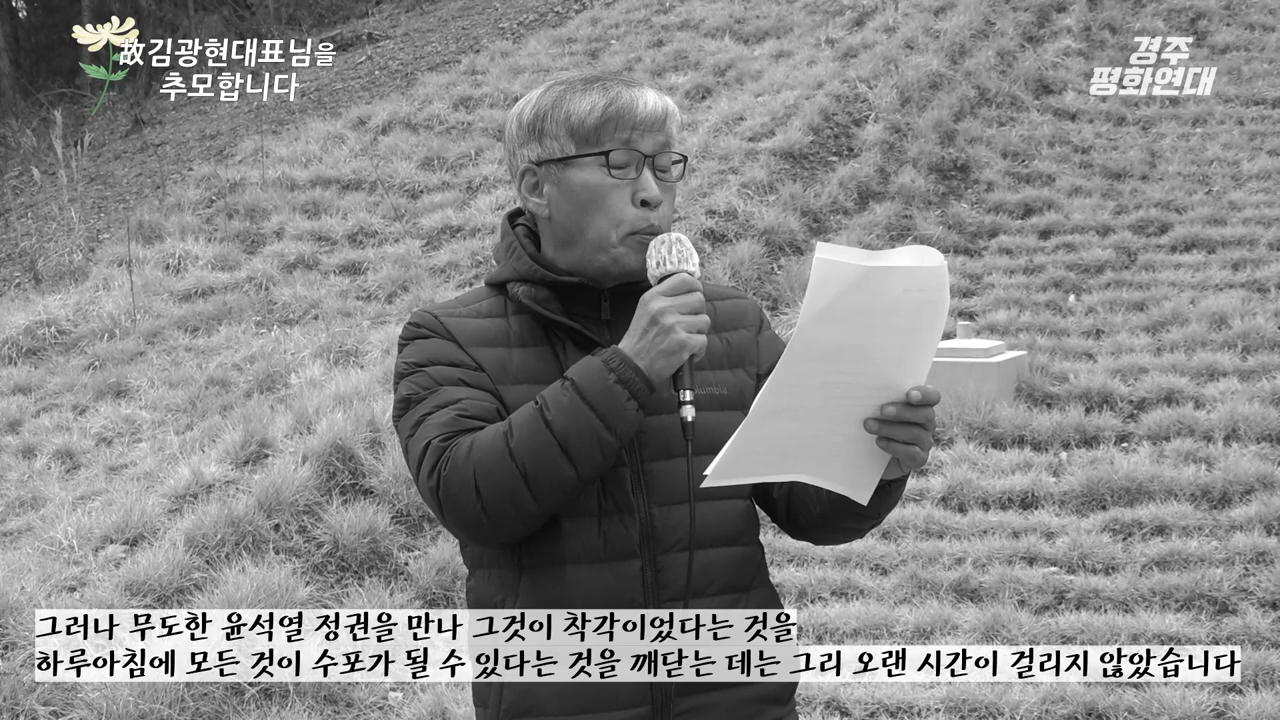 故김광현대표님을
추모합니다
경주
평화연대
그러나 무도한 윤석열 정권을 만나 그것이 착각이었다는 것을
하루아침에 모든 것이 수포가 될 수 있다는 것을 깨닫는 데는 그리 오랜 시간이 걸리지 않았습니다